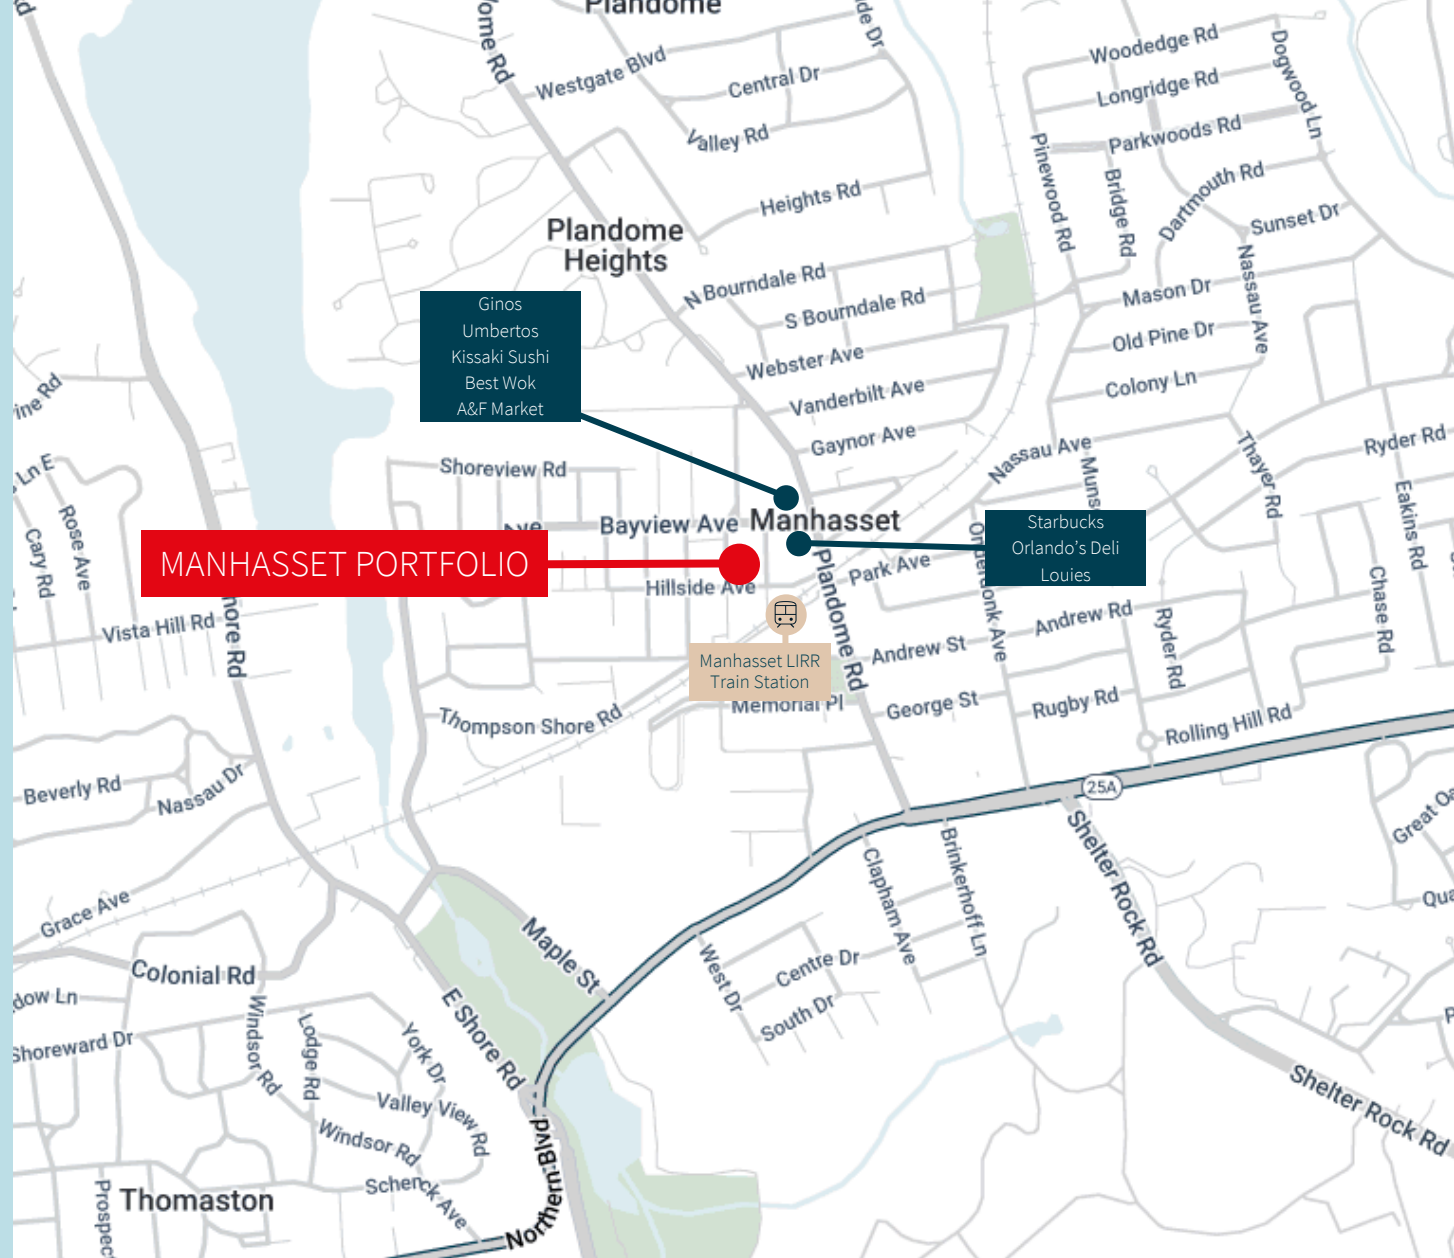 Plandome
Westgate Blvd
Central Dr
Valley Rd
Heights Rd
Woodedge Rd
Longridge Rd
Parkwoods Rd
Dogwood Ln
Pinewood Rd
Bridge Rd
Dartmouth Rd
Sunset Dr
Nassau Ave
Plandome
Heights
N Bourndale Rd
S Bourndale Rd
Mason Dr
Old Pine Dr
Webster Ave
Vanderbilt Ave
Colony Ln
Gaynor Ave
Ginos
Umbertos
Kissaki Sushi
Best Wok
A&F Market
Nassau Ave
Thayer Rd
Ryder Rd
Eakins Rd
Ln E
Rose Ave
Cary Rd
Shoreview Rd
Bayview Ave
Manhasset
MANHASSET PORTFOLIO
Hillside Ave
Starbucks
Orlando’s Deli
Louies
Park Ave
Plandome Rd
Andrew Rd
Andrew St
Ryder Rd
Chase Rd
Vista Hill Rd
Manhasset LIRR
Train Station
Memorial Pl
George St
Rugby Rd
Rolling Hill Rd
Thompson Shore Rd
25A
Beverly Rd
Nassau Dr
Grace Ave
Shelter Rock Rd
Clapham Ave
Brinkerhoff Ln
Maple St
Colonial Rd
West Dr
Centre Dr
South Dr
E Shore Rd
Windsor Rd
Lodge Rd
York Dr
Shoreward Dr
Valley View Rd
Windsor Rd
Schenck Ave
Shelter Rock Rd
Thomaston
Northern Blvd